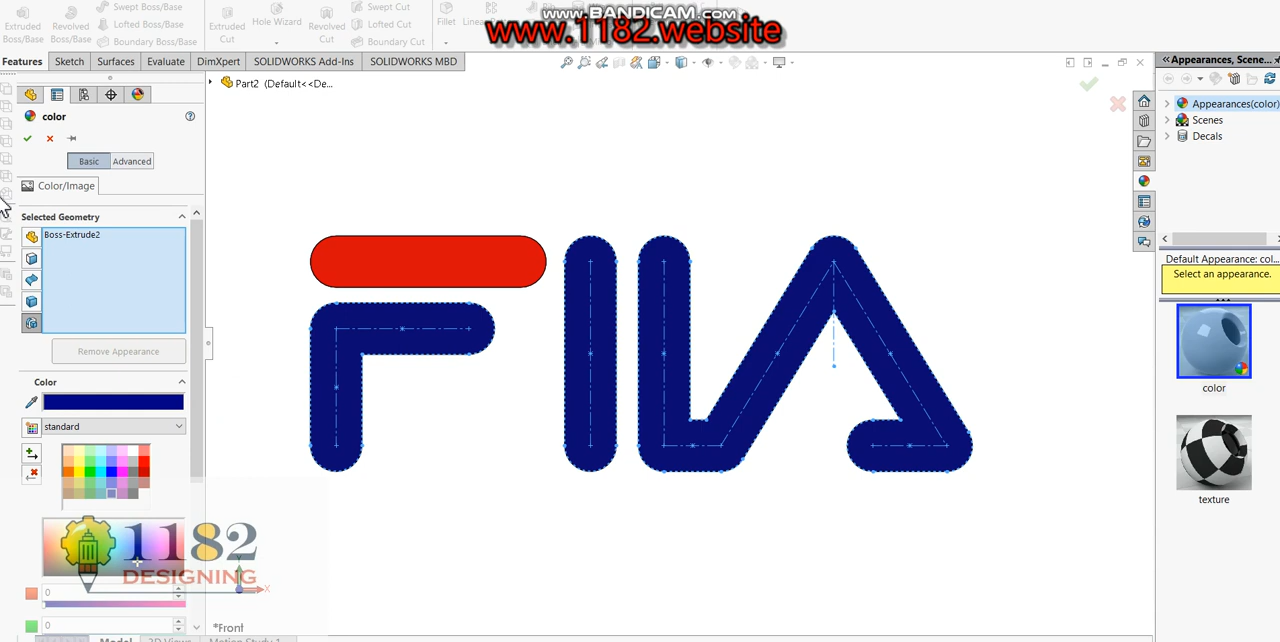 www.BANDICAM.com
www.1182.website
Swept Boss/Base
Lofted Boss/Base
Boundary Boss/Base
Extruded Boss/Base
Revolved Boss/Base
Extruded Cut
Hole Wizard
Revolved Cut
Swept Cut
Lofted Cut
Boundary Cut
Fillet
Features
Sketch
Surfaces
Evaluate
DimXpert
SOLIDWORKS Add-Ins
SOLIDWORKS MBD
Part2 (Default<<De...
color
Basic
Advanced
Color/Image
Selected Geometry
Boss-Extrude2
Remove Appearance
Color
standard
0
0
FILA
1182
DESIGNING
X
*Front
Model
3D Views
Motion Study 1
Appearances, Scene...
Appearances(color)
Scenes
Decals
Default Appearance: col...
Select an appearance.
color
texture